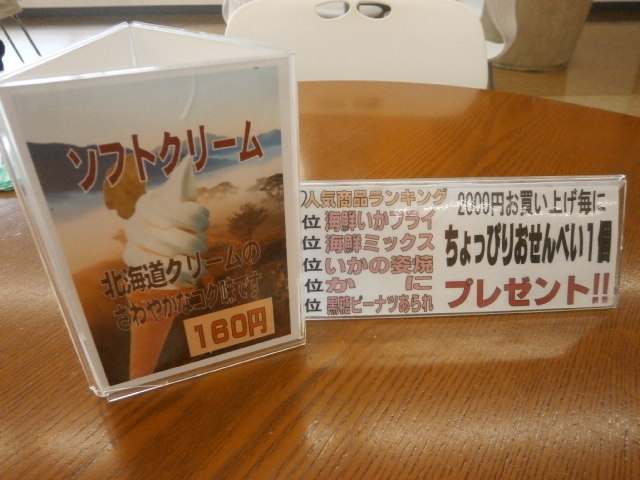 ソフトクリーム
北海道クリームの
さわやかなコク味です
160円
人気商品ランキング
位 海鮮いかフライ
位 海鮮ミックス
位 いかの姿焼
位 かに
位 黒糖ピーナツあられ
2000円お買い上げ毎に
ちょっぴりおせんべい1個
プレゼント!!